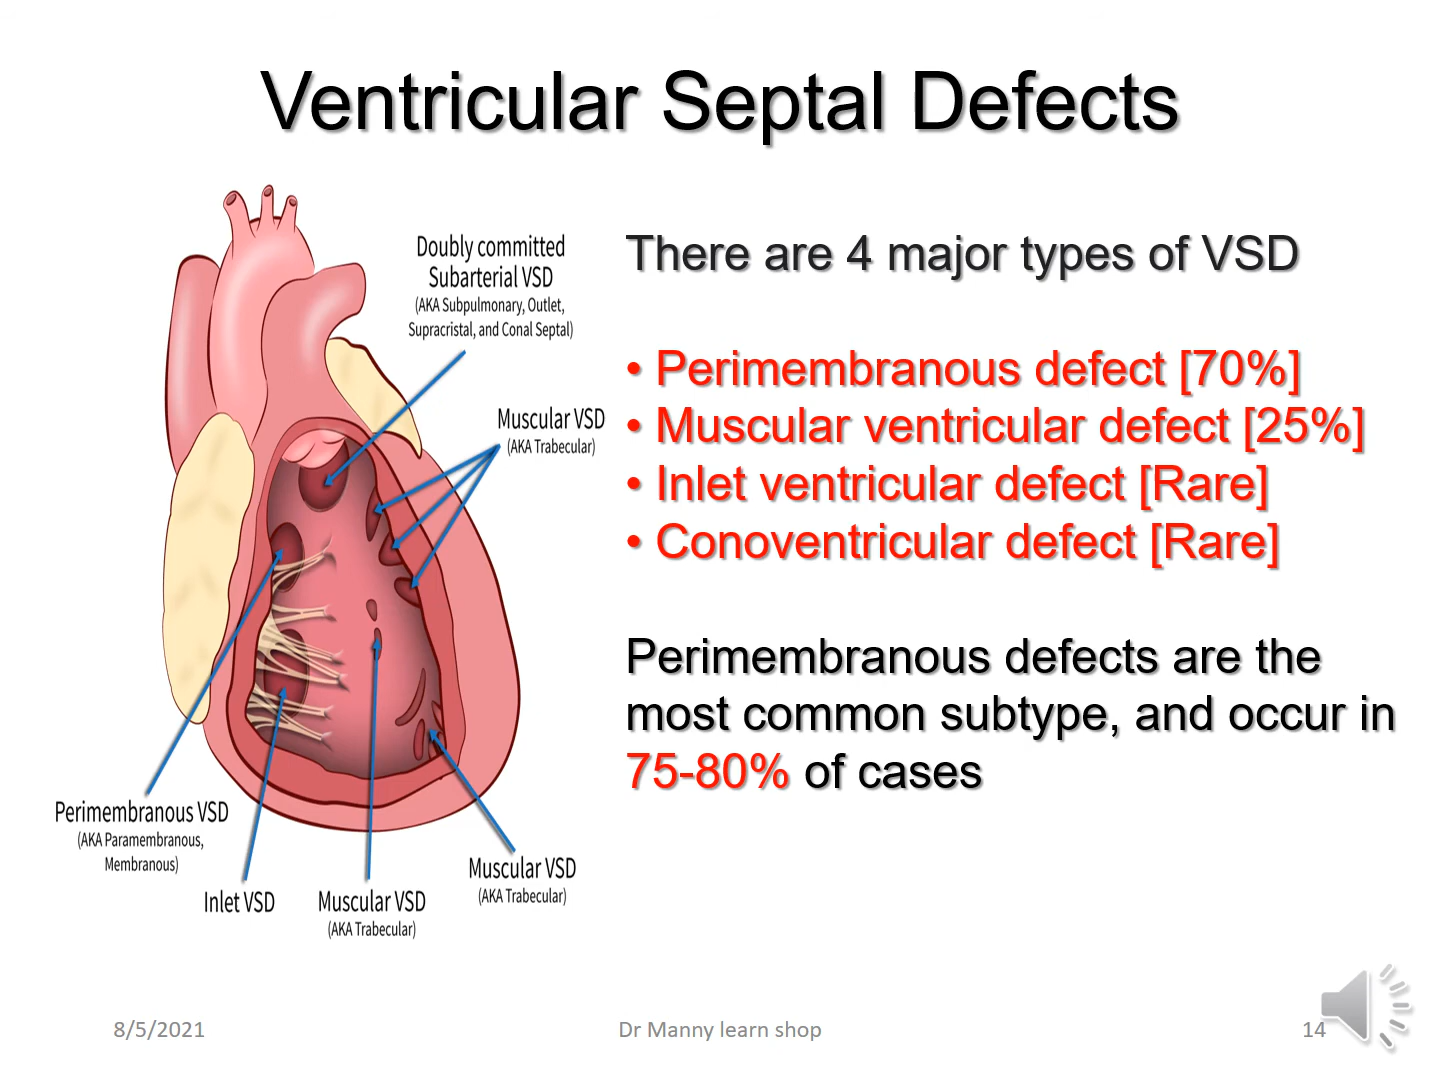 Ventricular Septal Defects
Doubly committed
Subarterial VSD
(AKA Subpulmonary, Outlet,
Supracristal, and Conal Septal)
Muscular VSD
(AKA Trabecular)
Perimembranous VSD
(AKA Paramembranous,
Membranous)
Inlet VSD
Muscular VSD
(AKA Trabecular)
Muscular VSD
(AKA Trabecular)
There are 4 major types of VSD
• Perimembranous defect [70%]
• Muscular ventricular defect [25%]
• Inlet ventricular defect [Rare]
• Conoventricular defect [Rare]
Perimembranous defects are the
most common subtype, and occur in
75-80% of cases
8/5/2021
Dr Manny learn shop
14